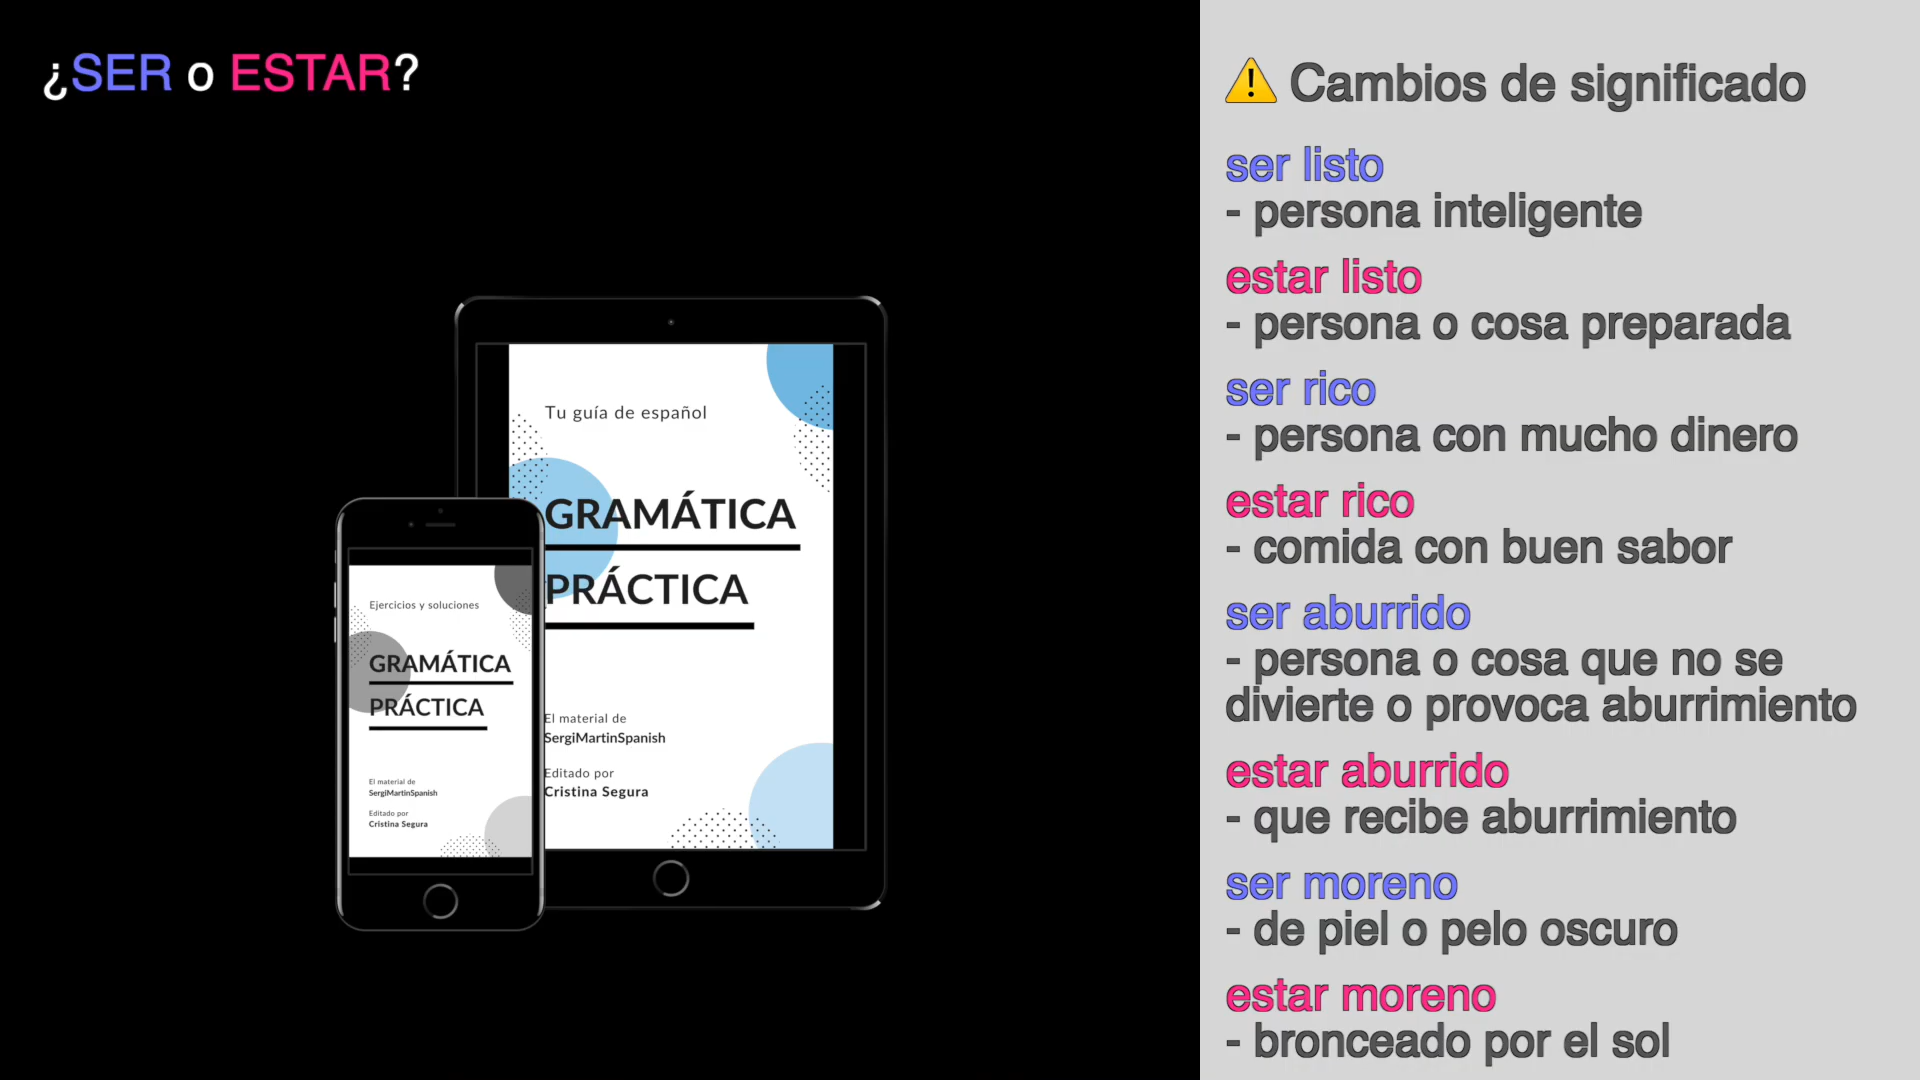 ¿SER o ESTAR?
Tu guía de español
GRAMÁTICA
PRÁCTICA
El material de
SergiMartinSpanish
Editado por
Cristina Segura
Ejercicios y soluciones
GRAMÁTICA
PRÁCTICA
El material de
SergiMartinSpanish
Editado por
Cristina Segura
⚠️ Cambios de significado
ser listo
- persona inteligente
estar listo
- persona o cosa preparada
ser rico
- persona con mucho dinero
estar rico
- comida con buen sabor
ser aburrido
- persona o cosa que no se
divierte o provoca aburrimiento
estar aburrido
- que recibe aburrimiento
ser moreno
- de piel o pelo oscuro
estar moreno
- bronceado por el sol